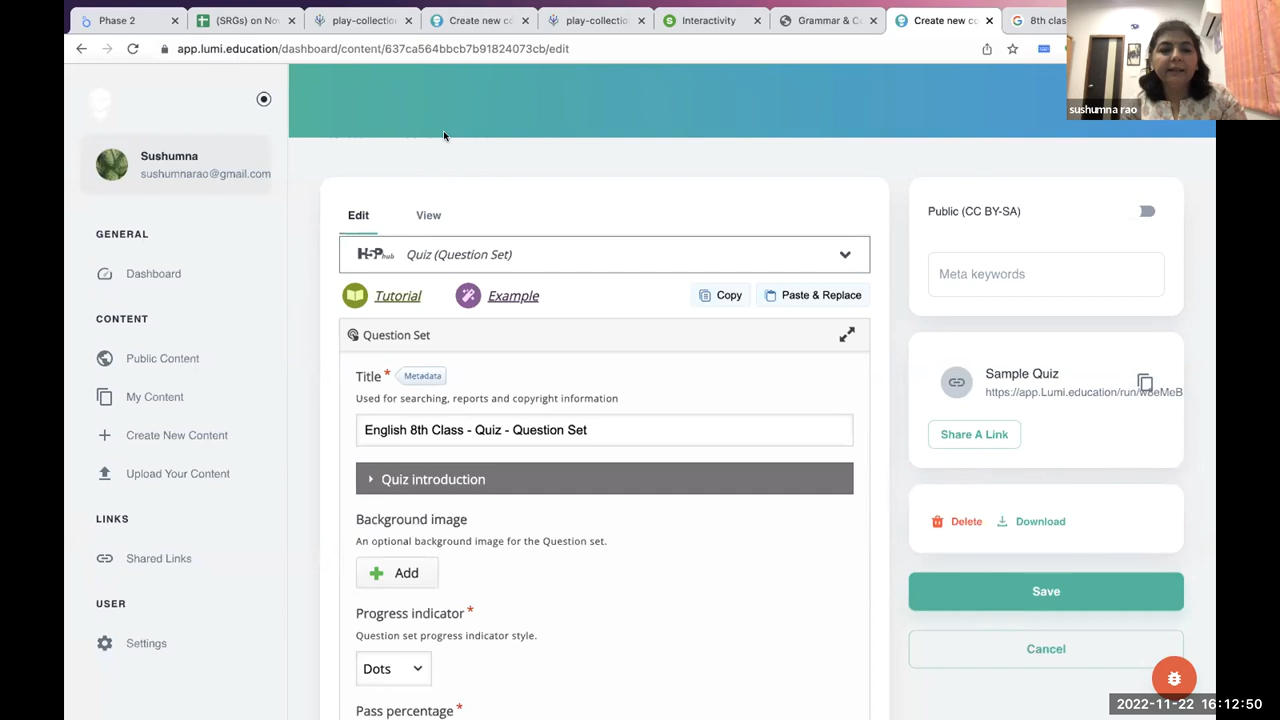 Phase 2
(SRGs) on No
play-collection
Create new co
play-collection
Interactivity
Grammar & C
Create new co
8th clas
app.lumi.education/dashboard/content/637ca564bbcb7b91824073cb/edit
sushumna rao
Sushumna
sushumnarao@gmail.com
GENERAL
Dashboard
CONTENT
Public Content
My Content
Create New Content
Upload Your Content
LINKS
Shared Links
USER
Settings
Edit
View
H5P hub
Quiz (Question Set)
Tutorial
Example
Copy
Paste & Replace
Question Set
Title*
Metadata
Used for searching, reports and copyright information
English 8th Class - Quiz - Question Set
Quiz introduction
Background image
An optional background image for the Question set.
Add
Progress indicator*
Question set progress indicator style.
Dots
Pass percentage*
Public (CC BY-SA)
Meta keywords
Sample Quiz
https://app.Lumi.education/run/w8eMeB
Share A Link
Delete
Download
Save
Cancel
2022-11-22 16:12:50